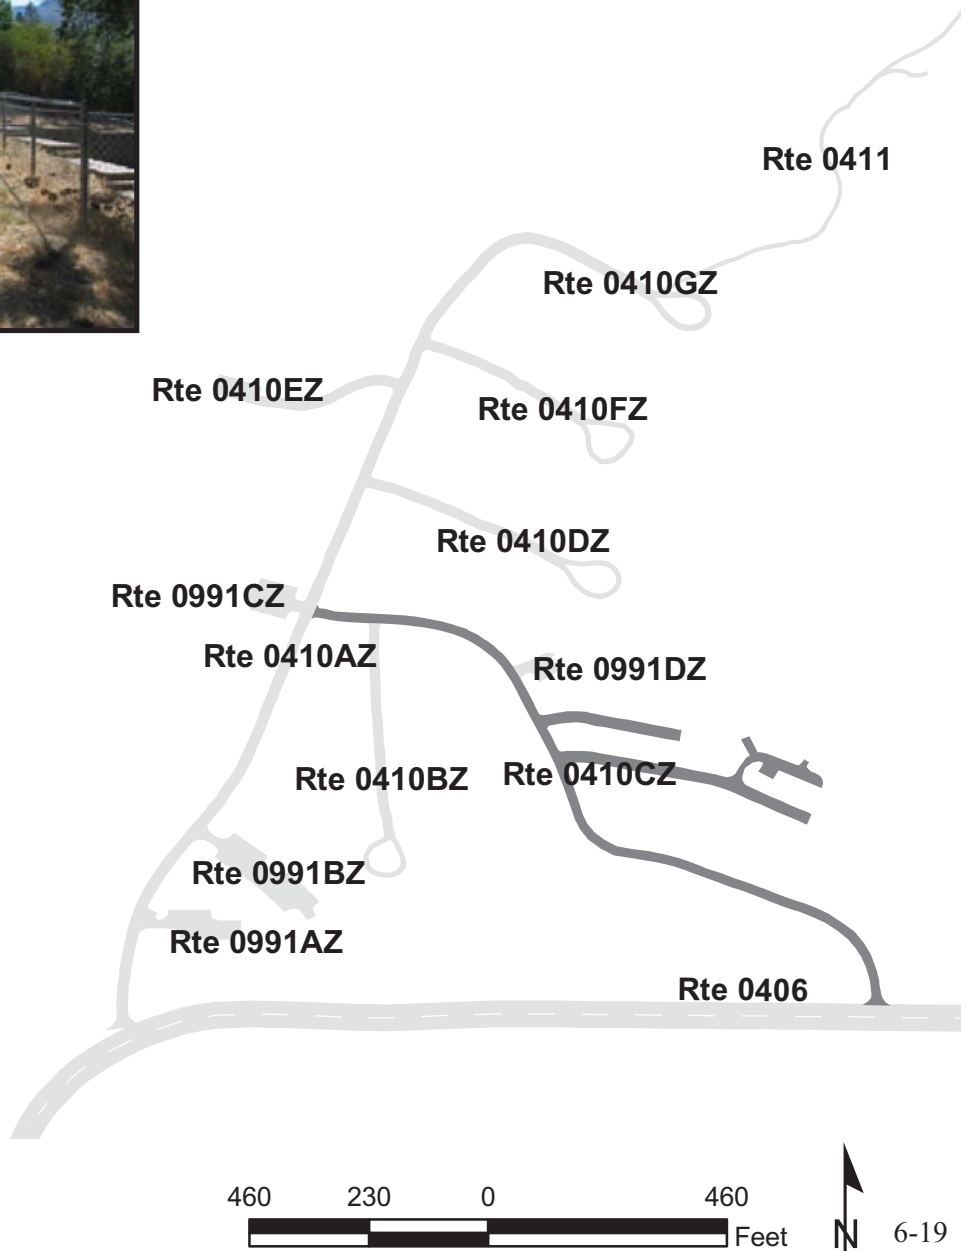 Rte 0411
Rte 0410GZ
Rte 0410EZ
Rte 0410FZ
Rte 0410DZ
Rte 0991CZ
Rte 0410AZ
Rte 0991DZ
Rte 0410BZ
Rte 0410CZ
Rte 0991BZ
Rte 0991AZ
Rte 0406
460 230 0 460
Feet
N
6-19